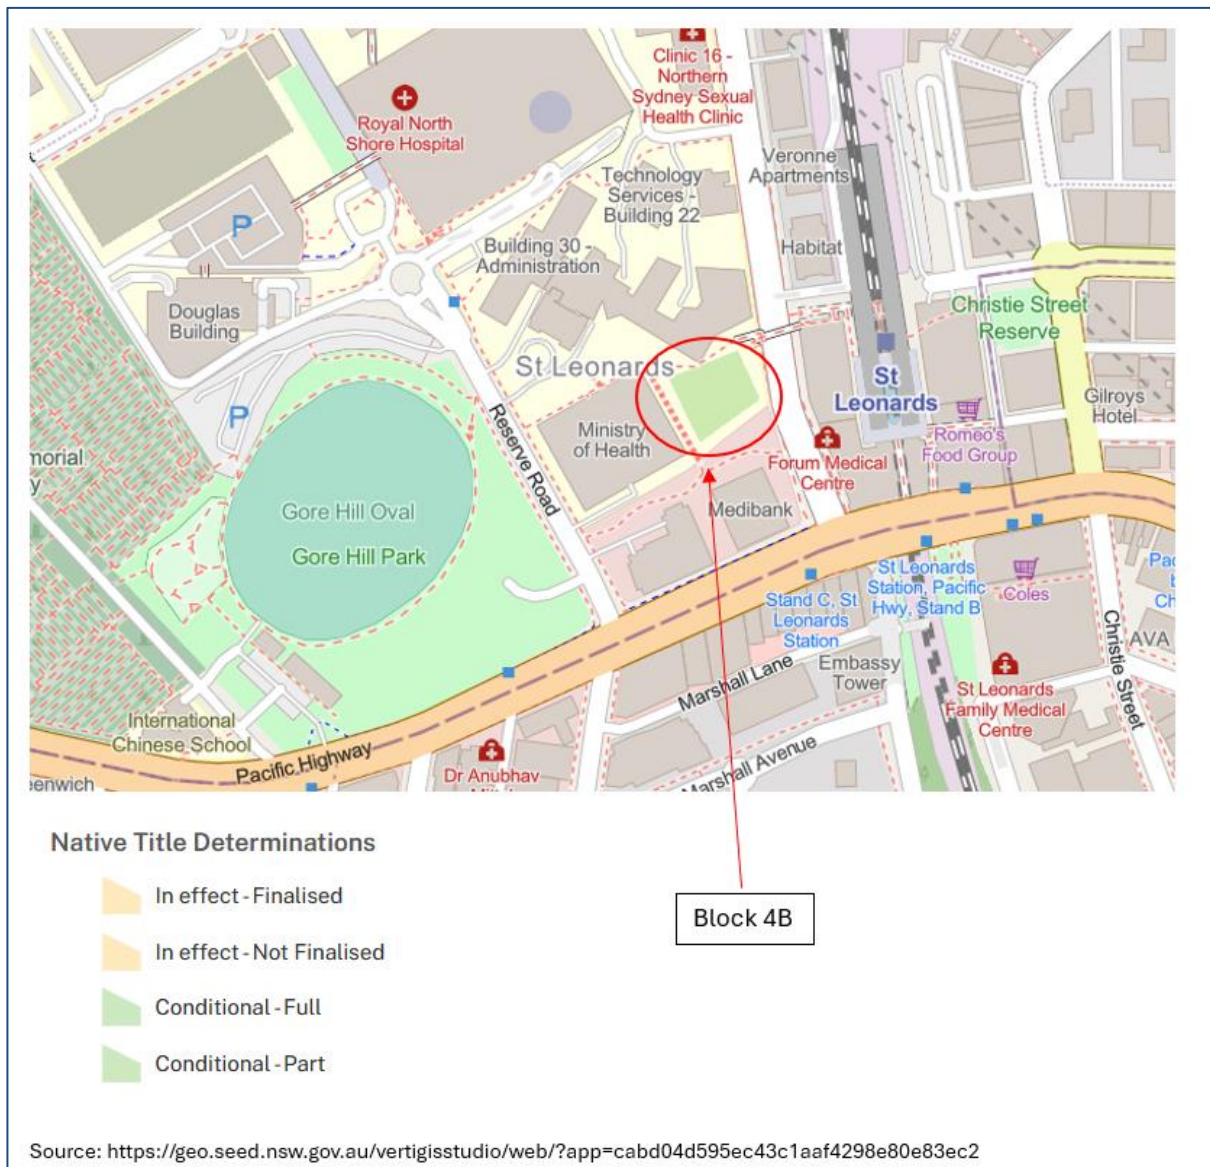 Clinic 16 -
Northern
Sydney Sexual
Health Clinic
Royal North
Shore Hospital
Veronne
Apartments
Technology
Services -
Building 22
P
Building 30 -
Administration
Habitat
Douglas
Building
Christie Street
Reserve
St Leonards
St
Leonards
P
Reserve Road
Ministry
of Health
Gilroys
Hotel
Romeo's
Food Group
Forum Medical
Centre
Gore Hill Oval
Gore Hill Park
Medibank
St Leonards
Station, Pacific
Hwy, Stand B
Stand C, St
Leonards
Station
Coles
Christie Street
AVA
Marshall Lane
Embassy
Tower
St Leonards
Family Medical
Centre
International
Chinese School
Pacific Highway
Marshall Avenue
Dr Anubhav
Native Title Determinations
In effect - Finalised
In effect - Not Finalised
Conditional - Full
Conditional - Part
Block 4B
Source: https://geo.seed.nsw.gov.au/vertigisstudio/web/?app=cabd04d595ec43c1aaf4298e80e83ec2